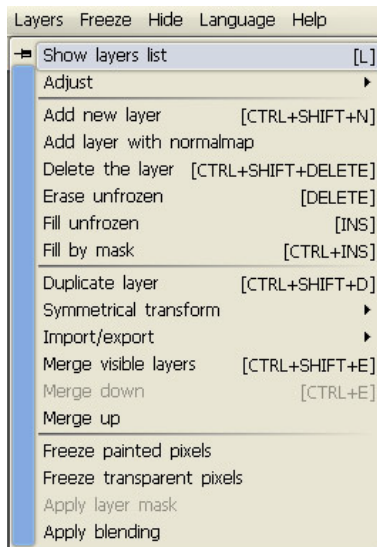 Layers Freeze Hide Language Help
Show layers list [L]
Adjust
Add new layer [CTRL+SHIFT+N]
Add layer with normalmap
Delete the layer [CTRL+SHIFT+DELETE]
Erase unfrozen [DELETE]
Fill unfrozen [INS]
Fill by mask [CTRL+INS]
Duplicate layer [CTRL+SHIFT+D]
Symmetrical transform
Import/export
Merge visible layers [CTRL+SHIFT+E]
Merge down [CTRL+E]
Merge up
Freeze painted pixels
Freeze transparent pixels
Apply layer mask
Apply blending